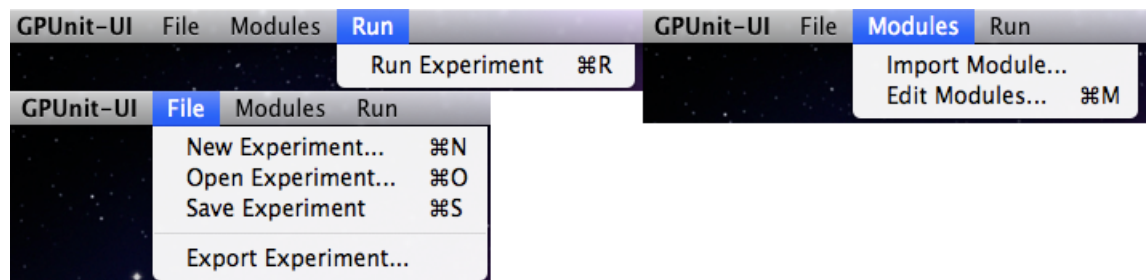 GPUnit-UI File Modules Run
Run Experiment ⌘R
GPUnit-UI File Modules Run
Import Module...
Edit Modules... ⌘M
GPUnit-UI File Modules Run
New Experiment... ⌘N
Open Experiment... ⌘O
Save Experiment ⌘S
Export Experiment...